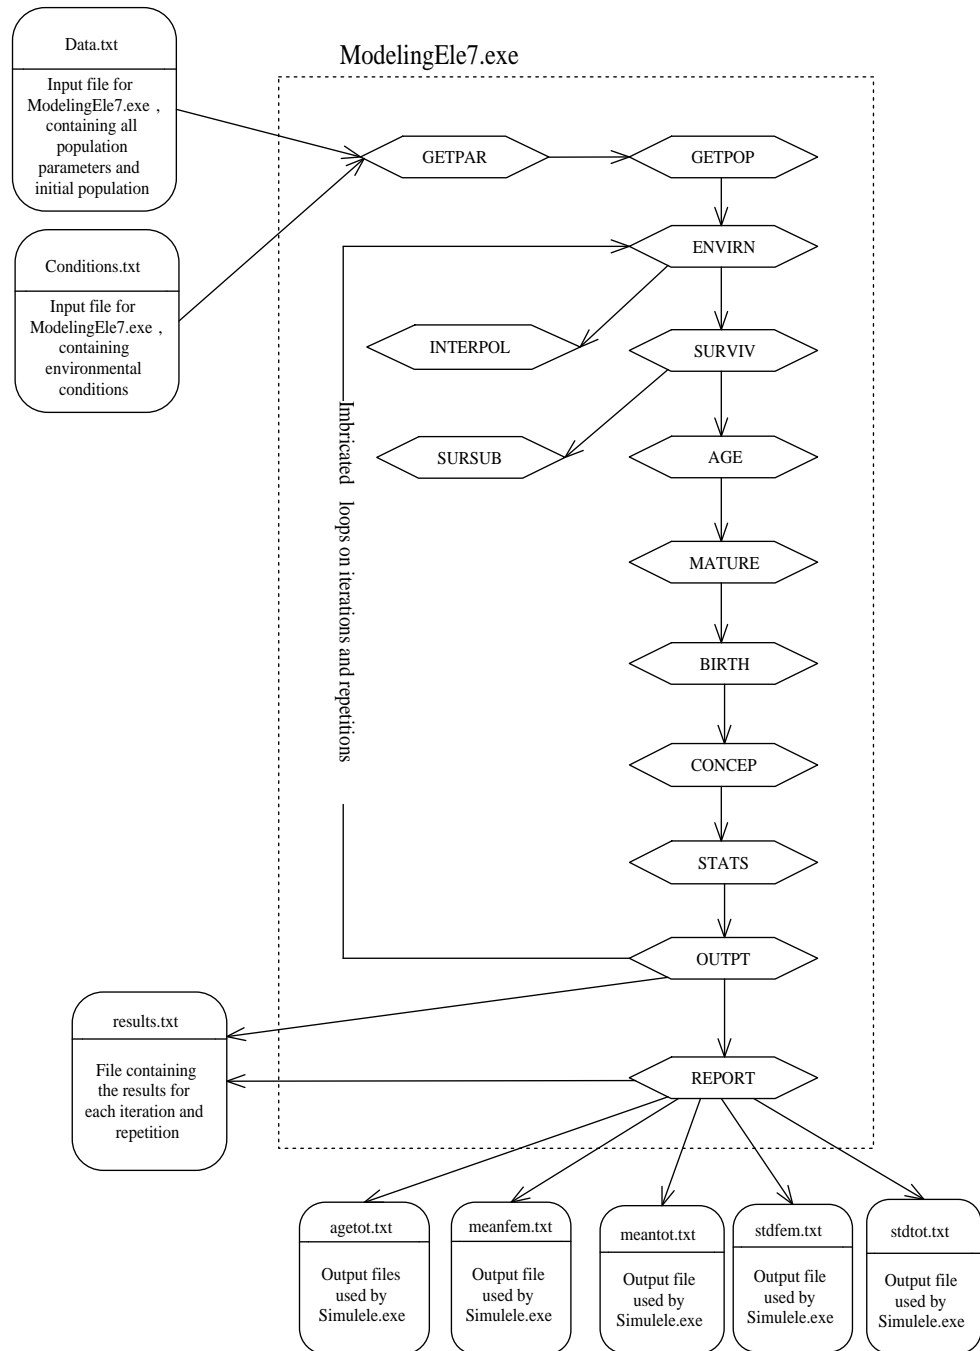 Data.txt
Input file for
ModelingEle7.exe ,
containing all
population
parameters and
initial population
Conditions.txt
Input file for
ModelingEle7.exe ,
containing
environmental
conditions
ModelingEle7.exe
GETPAR
GETPOP
ENVIRN
INTERPOL
SURVIV
SURSUB
AGE
MATURE
BIRTH
CONCEP
STATS
OUTPT
REPORT
Imbricated loops on iterations and repetitions
results.txt
File containing
the results for
each iteration and
repetition
agetot.txt
Output files
used by
Simulele.exe
meanfem.txt
Output file
used by
Simulele.exe
meantot.txt
Output file
used by
Simulele.exe
stdfem.txt
Output file
used by
Simulele.exe
stdtot.txt
Output file
used by
Simulele.exe